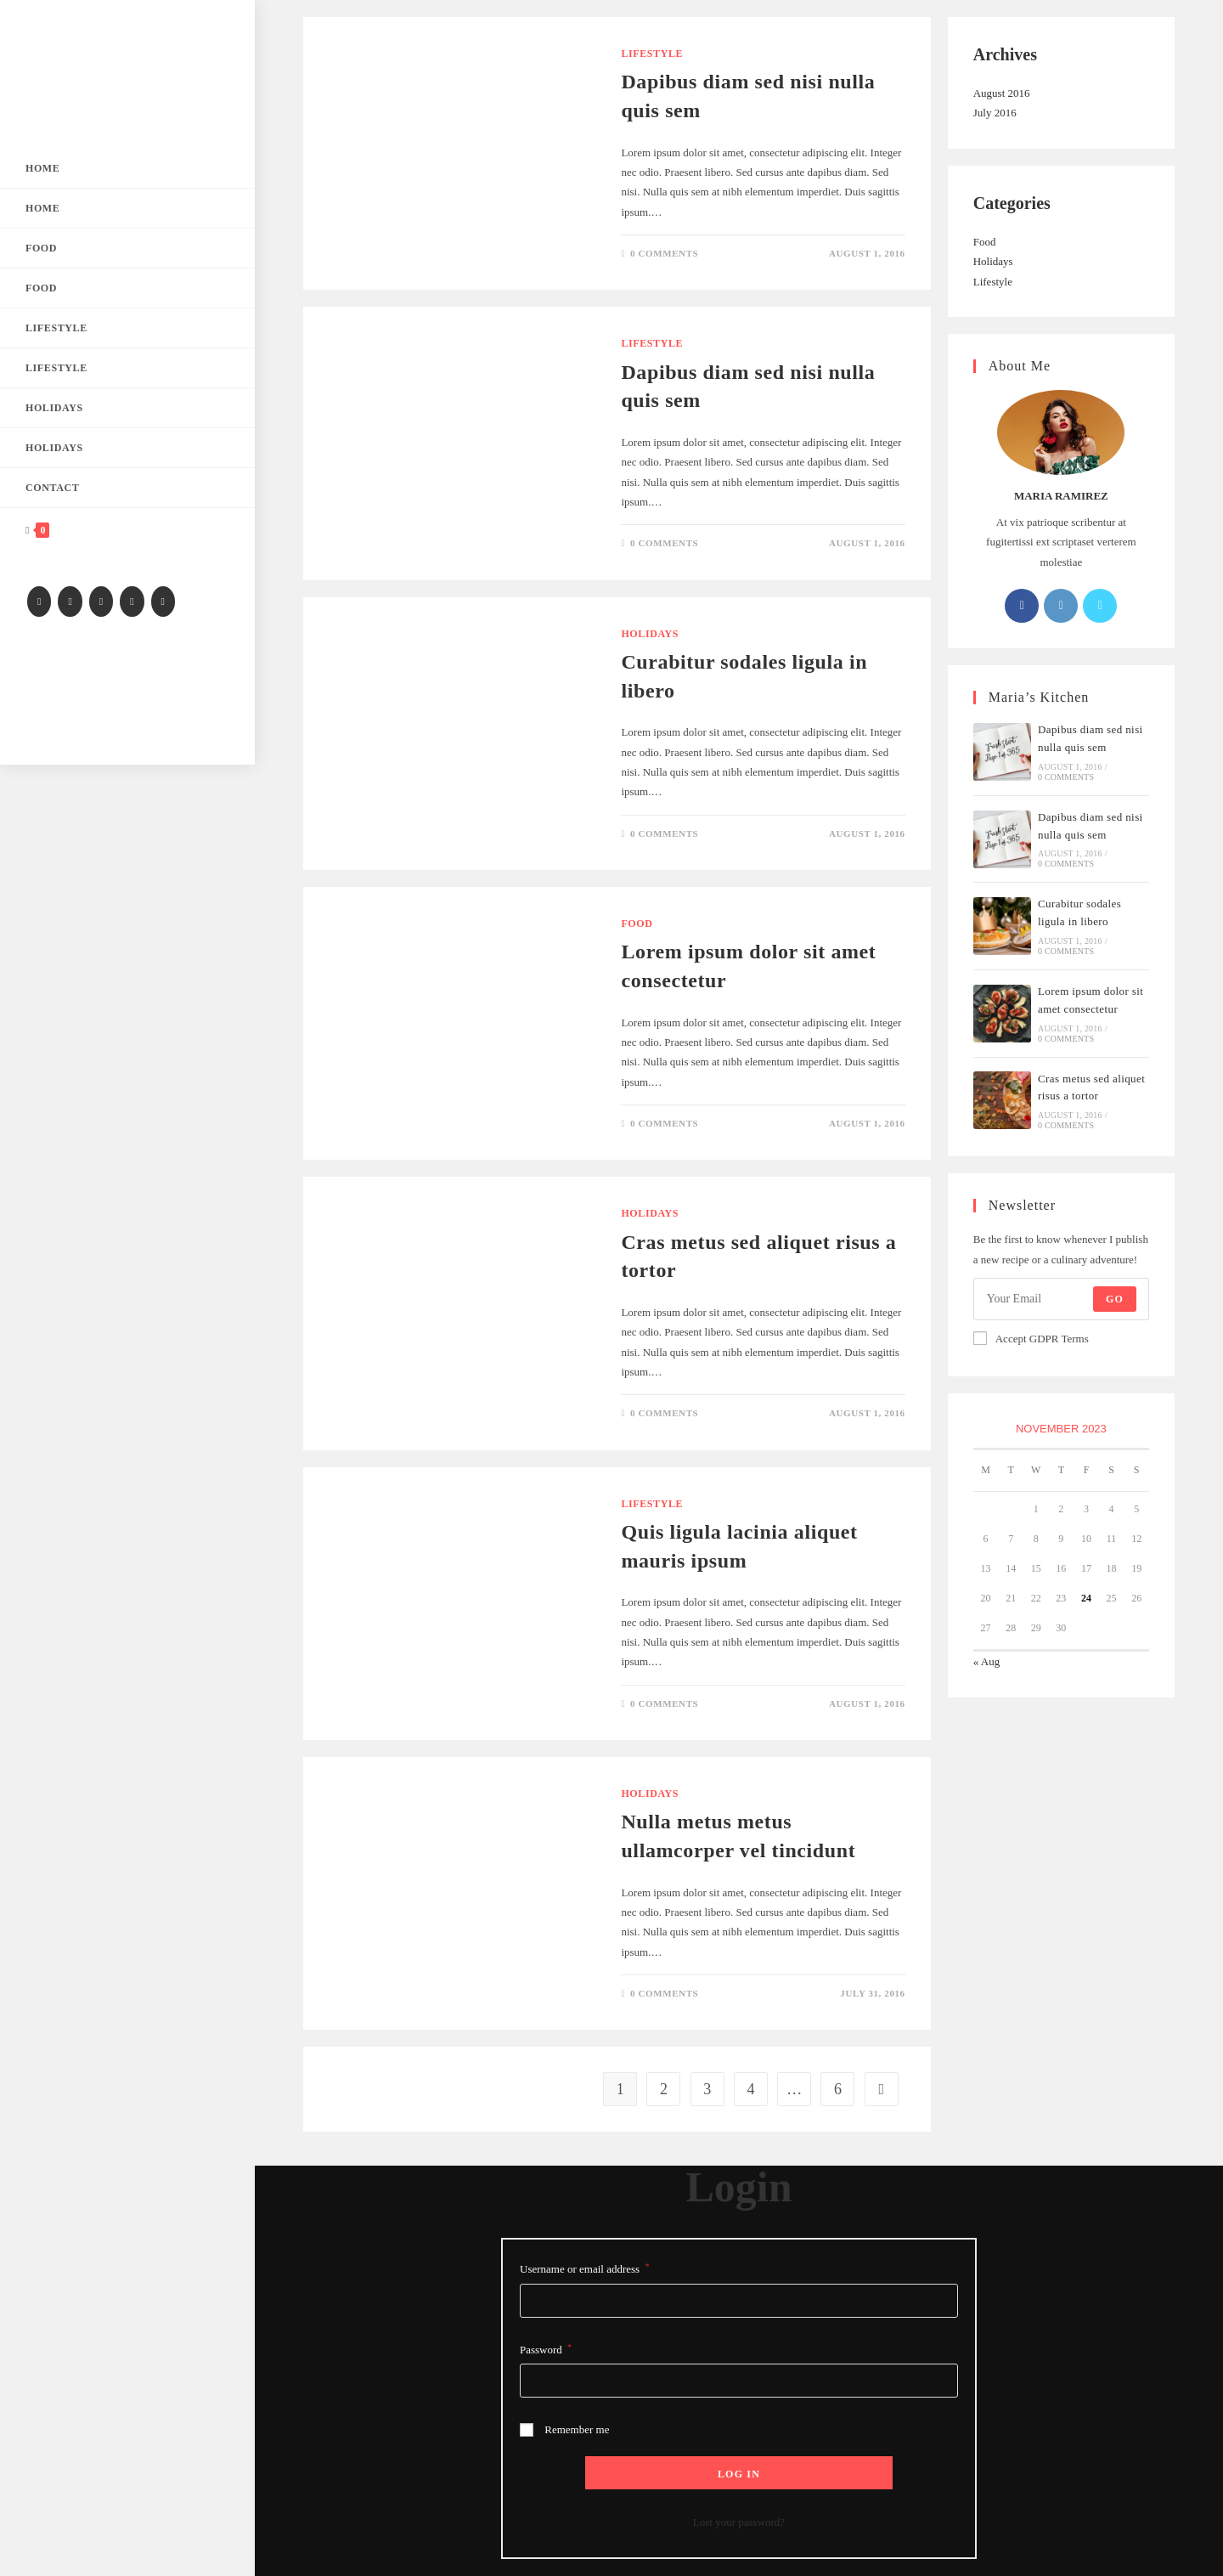 HOME
HOME
FOOD
FOOD
LIFESTYLE
LIFESTYLE
HOLIDAYS
HOLIDAYS
CONTACT
0
LIFESTYLE
Dapibus diam sed nisi nulla
quis sem
Lorem ipsum dolor sit amet, consectetur adipiscing elit. Integer
nec odio. Praesent libero. Sed cursus ante dapibus diam. Sed
nisi. Nulla quis sem at nibh elementum imperdiet. Duis sagittis
ipsum.…
0 COMMENTS
AUGUST 1, 2016
LIFESTYLE
Dapibus diam sed nisi nulla
quis sem
Lorem ipsum dolor sit amet, consectetur adipiscing elit. Integer
nec odio. Praesent libero. Sed cursus ante dapibus diam. Sed
nisi. Nulla quis sem at nibh elementum imperdiet. Duis sagittis
ipsum.…
0 COMMENTS
AUGUST 1, 2016
HOLIDAYS
Curabitur sodales ligula in
libero
Lorem ipsum dolor sit amet, consectetur adipiscing elit. Integer
nec odio. Praesent libero. Sed cursus ante dapibus diam. Sed
nisi. Nulla quis sem at nibh elementum imperdiet. Duis sagittis
ipsum.…
0 COMMENTS
AUGUST 1, 2016
FOOD
Lorem ipsum dolor sit amet
consectetur
Lorem ipsum dolor sit amet, consectetur adipiscing elit. Integer
nec odio. Praesent libero. Sed cursus ante dapibus diam. Sed
nisi. Nulla quis sem at nibh elementum imperdiet. Duis sagittis
ipsum.…
0 COMMENTS
AUGUST 1, 2016
HOLIDAYS
Cras metus sed aliquet risus a
tortor
Lorem ipsum dolor sit amet, consectetur adipiscing elit. Integer
nec odio. Praesent libero. Sed cursus ante dapibus diam. Sed
nisi. Nulla quis sem at nibh elementum imperdiet. Duis sagittis
ipsum.…
0 COMMENTS
AUGUST 1, 2016
LIFESTYLE
Quis ligula lacinia aliquet
mauris ipsum
Lorem ipsum dolor sit amet, consectetur adipiscing elit. Integer
nec odio. Praesent libero. Sed cursus ante dapibus diam. Sed
nisi. Nulla quis sem at nibh elementum imperdiet. Duis sagittis
ipsum.…
0 COMMENTS
AUGUST 1, 2016
HOLIDAYS
Nulla metus metus
ullamcorper vel tincidunt
Lorem ipsum dolor sit amet, consectetur adipiscing elit. Integer
nec odio. Praesent libero. Sed cursus ante dapibus diam. Sed
nisi. Nulla quis sem at nibh elementum imperdiet. Duis sagittis
ipsum.…
0 COMMENTS
JULY 31, 2016
1 2 3 4 … 6
Archives
August 2016
July 2016
Categories
Food
Holidays
Lifestyle
About Me
MARIA RAMIREZ
At vix patrioque scribentur at
fugitertissi ext scriptaset verterem
molestiae
Maria’s Kitchen
Fresh Start
Page 1 of 365
Dapibus diam sed nisi
nulla quis sem
AUGUST 1, 2016 /
0 COMMENTS
Fresh Start
Page 1 of 365
Dapibus diam sed nisi
nulla quis sem
AUGUST 1, 2016 /
0 COMMENTS
Curabitur sodales
ligula in libero
AUGUST 1, 2016 /
0 COMMENTS
Lorem ipsum dolor sit
amet consectetur
AUGUST 1, 2016 /
0 COMMENTS
Cras metus sed aliquet
risus a tortor
AUGUST 1, 2016 /
0 COMMENTS
Newsletter
Be the first to know whenever I publish
a new recipe or a culinary adventure!
Your Email
GO
Accept GDPR Terms
NOVEMBER 2023
M T W T F S S
1 2 3 4 5
6 7 8 9 10 11 12
13 14 15 16 17 18 19
20 21 22 23 24 25 26
27 28 29 30
« Aug
Login
Username or email address *
Password *
Remember me
LOG IN
Lost your password?